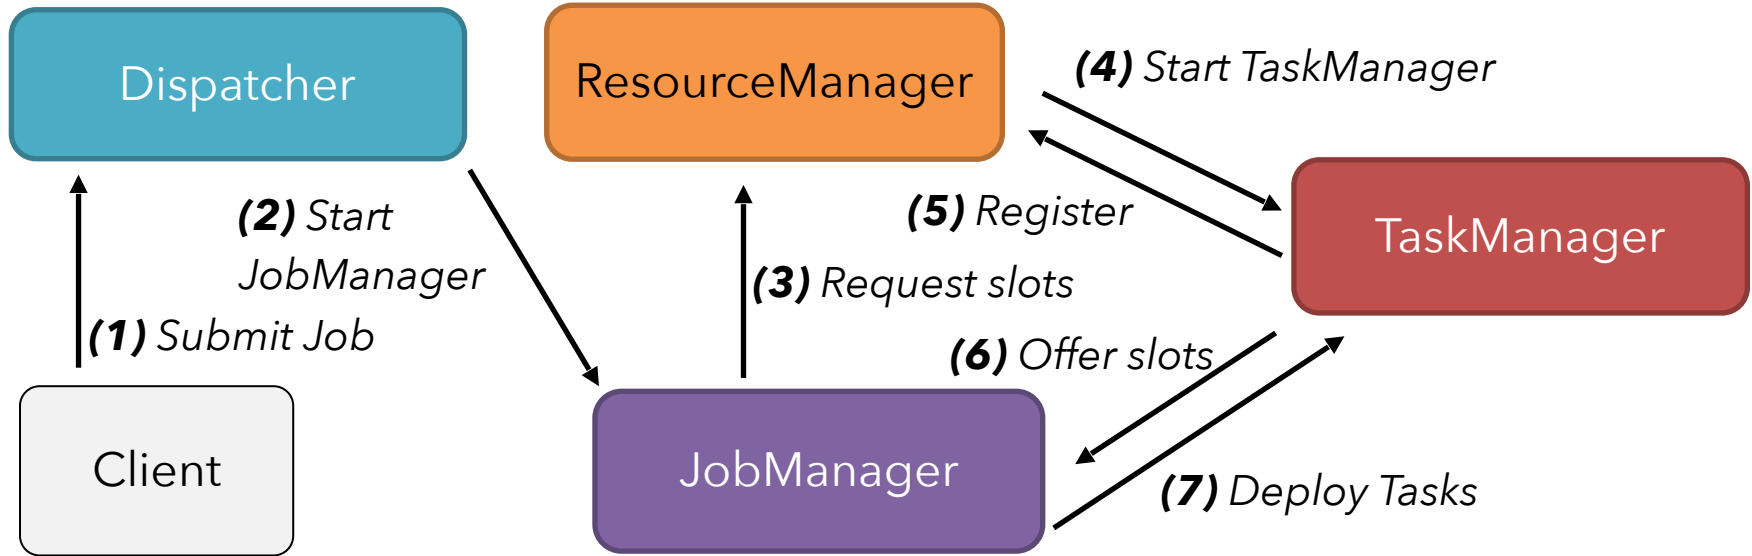 Dispatcher
ResourceManager
(4) Start TaskManager
(2) Start
JobManager
(5) Register
TaskManager
(3) Request slots
(1) Submit Job
(6) Offer slots
Client
JobManager
(7) Deploy Tasks